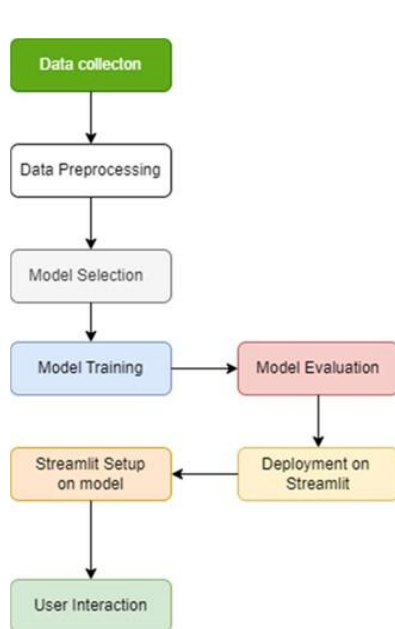 Data collecton
Data Preprocessing
Model Selection
Model Training
Model Evaluation
Deployment on
Streamlit
Streamlit Setup
on model
User Interaction